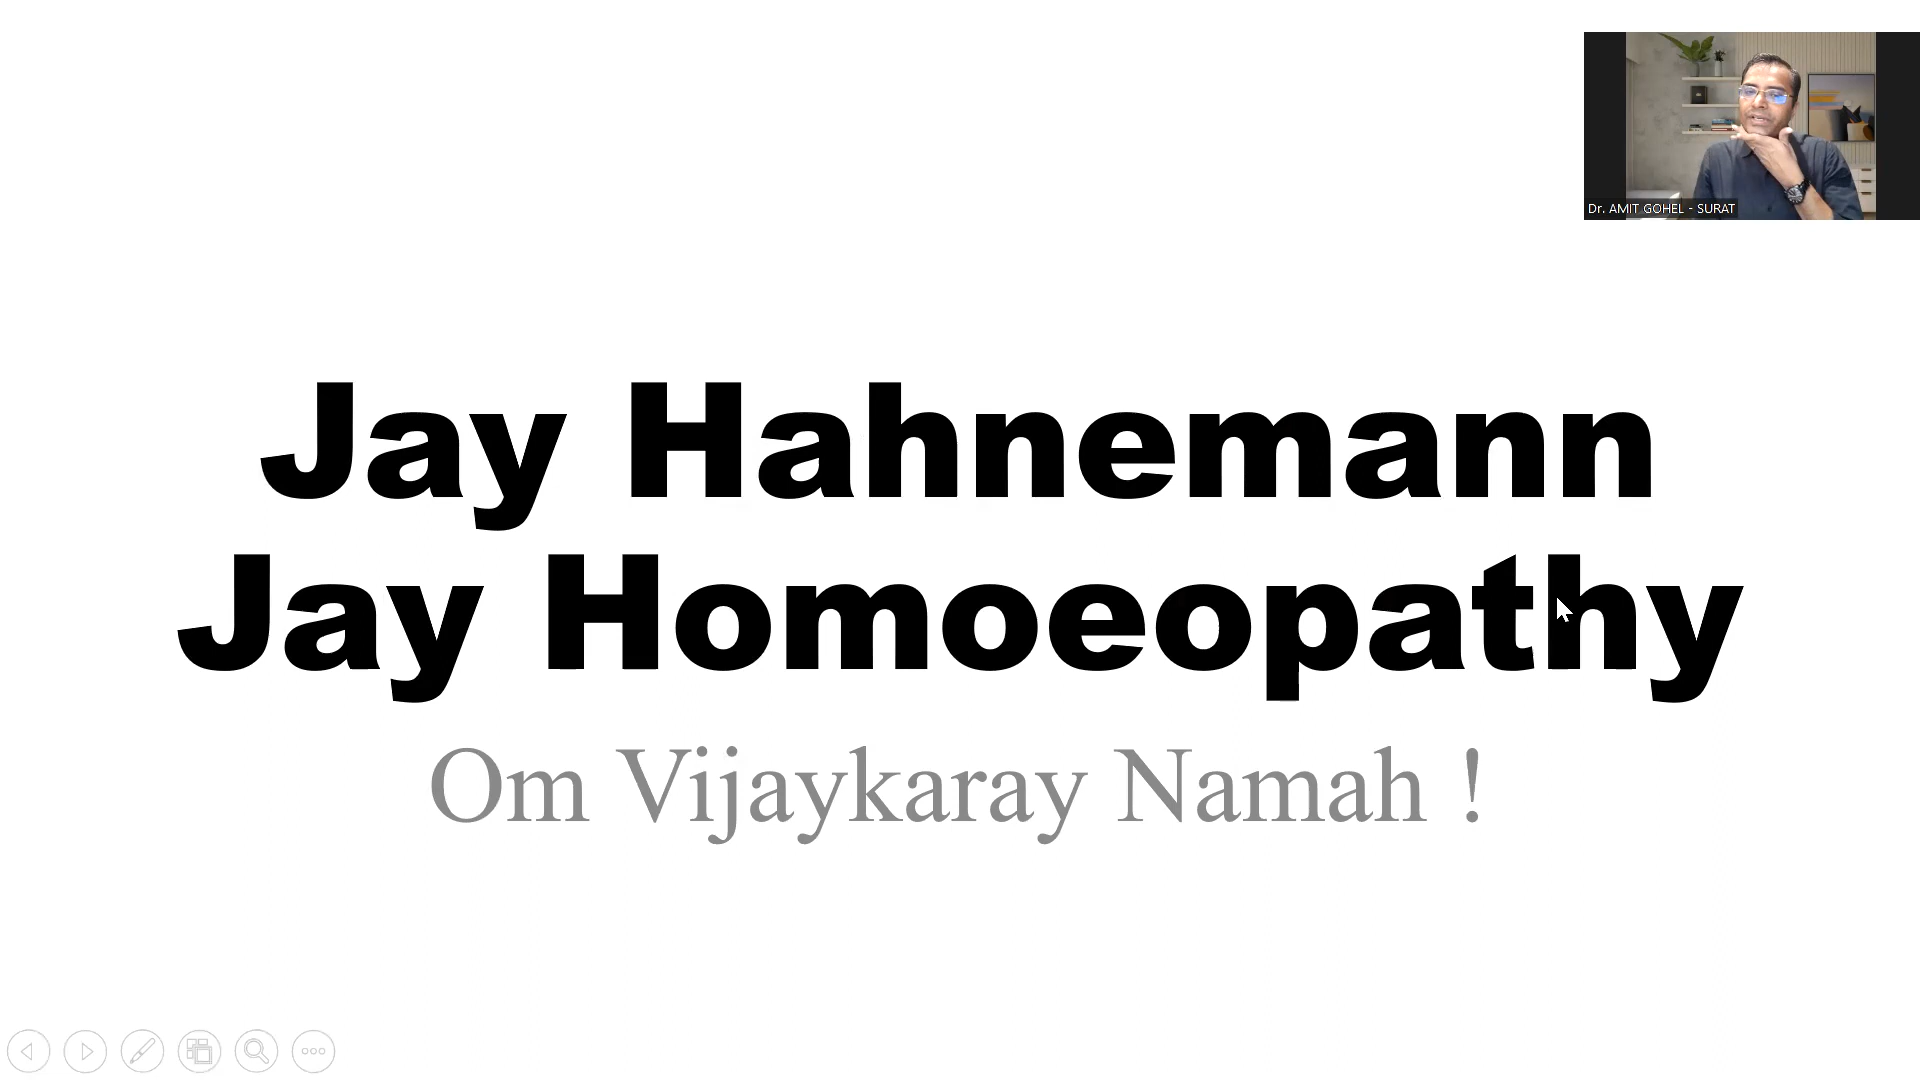 Dr. AMIT GOHEL - SURAT
Jay Hahnemann
Jay Homoeopathy
Om Vijaykaray Namah !